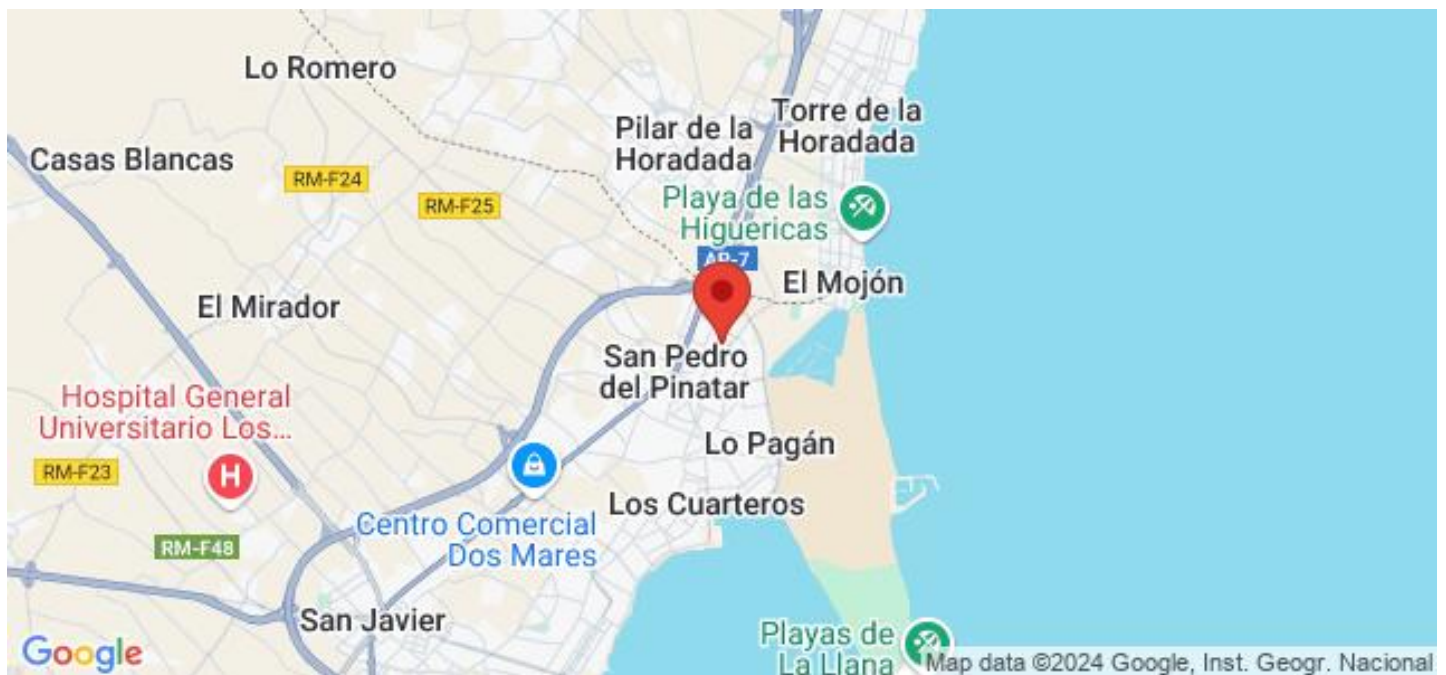 Lo Romero
Torre de la
Horadada
Pilar de la
Horadada
Casas Blancas
RM-F24
RM-F25
Playa de las
Higuericas
AP-7
El Mojón
El Mirador
San Pedro
del Pinatar
Hospital General
Universitario Los...
H
RM-F23
Lo Pagán
Los Cuarteros
Centro Comercial
Dos Mares
RM-F48
San Javier
Playas de
La Llana
Google
Map data ©2024 Google, Inst. Geogr. Nacional